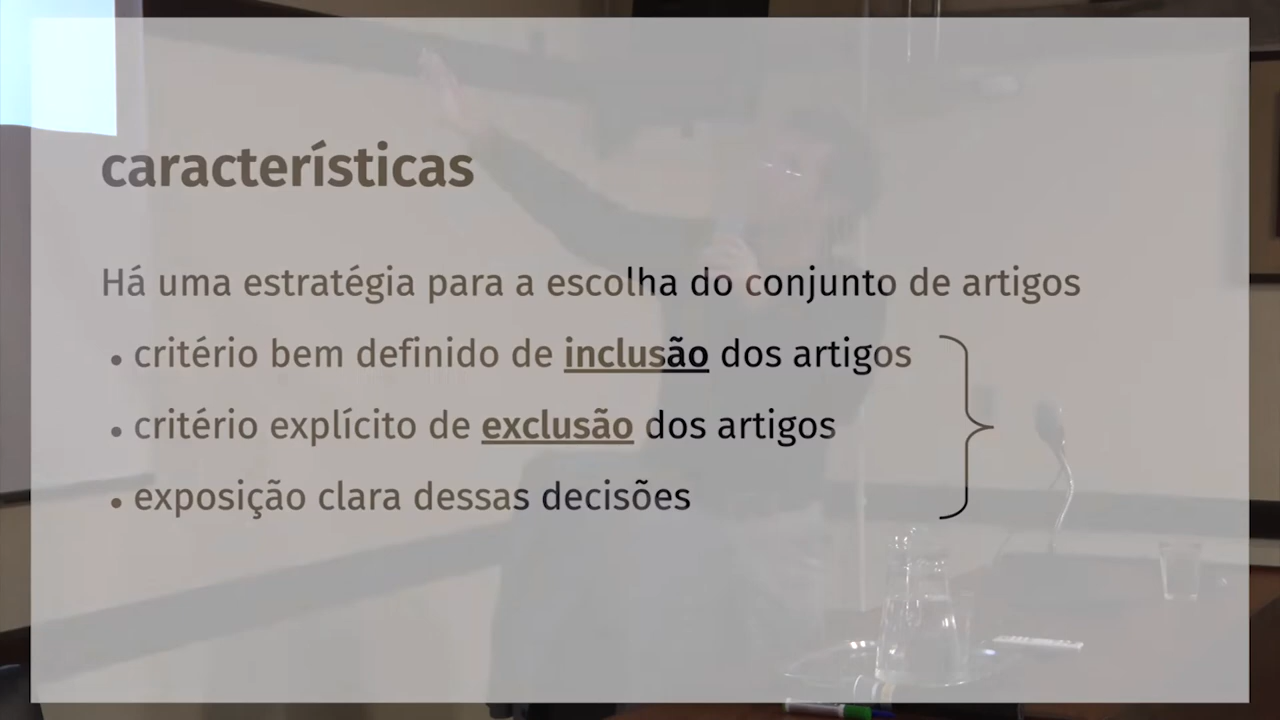 características
Há uma estratégia para a escolha do conjunto de artigos
• critério bem definido de inclusão dos artigos
• critério explícito de exclusão dos artigos
• exposição clara dessas decisões